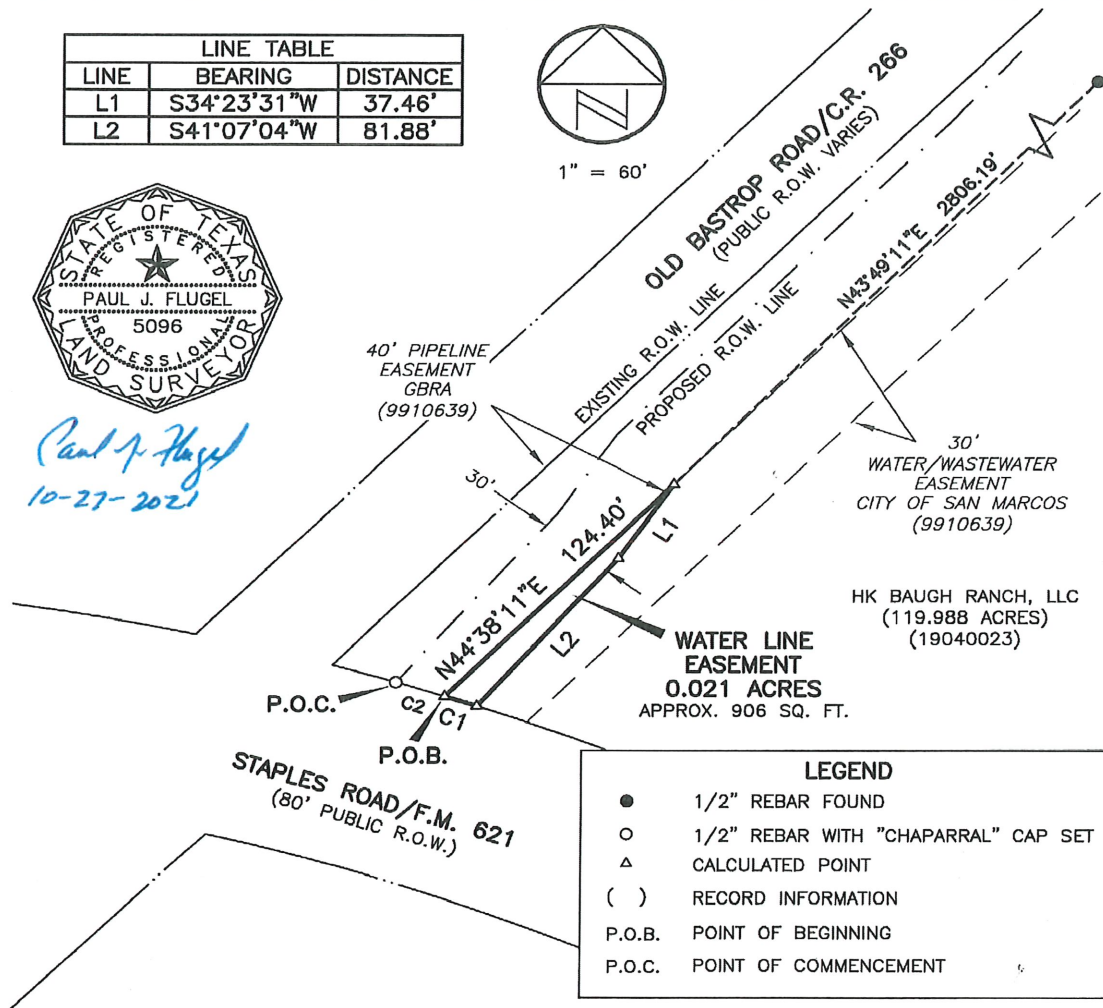 LINE TABLE
LINE BEARING DISTANCE
L1 S34°23'31"W 37.46'
L2 S41°07'04"W 81.88'
N
1" = 60'
STATE OF TEXAS
REGISTERED
PAUL J. FLUGEL
5096
PROFESSIONAL
LAND SURVEYOR
Paul J. Flugel
10-27-2021
OLD BASTROP ROAD/C.R. 266
(PUBLIC R.O.W. VARIES)
N43°49'11"E 2806.19'
EXISTING R.O.W. LINE
PROPOSED R.O.W. LINE
40' PIPELINE
EASEMENT
GBRA
(9910639)
30'
30'
WATER/WASTEWATER
EASEMENT
CITY OF SAN MARCOS
(9910639)
N44°38'11"E 124.40'
L1
L2
HK BAUGH RANCH, LLC
(119.988 ACRES)
(19040023)
WATER LINE
EASEMENT
0.021 ACRES
APPROX. 906 SQ. FT.
P.O.C.
C2
C1
P.O.B.
STAPLES ROAD/F.M. 621
(80' PUBLIC R.O.W.)
LEGEND
● 1/2" REBAR FOUND
○ 1/2" REBAR WITH "CHAPARRAL" CAP SET
△ CALCULATED POINT
( ) RECORD INFORMATION
P.O.B. POINT OF BEGINNING
P.O.C. POINT OF COMMENCEMENT